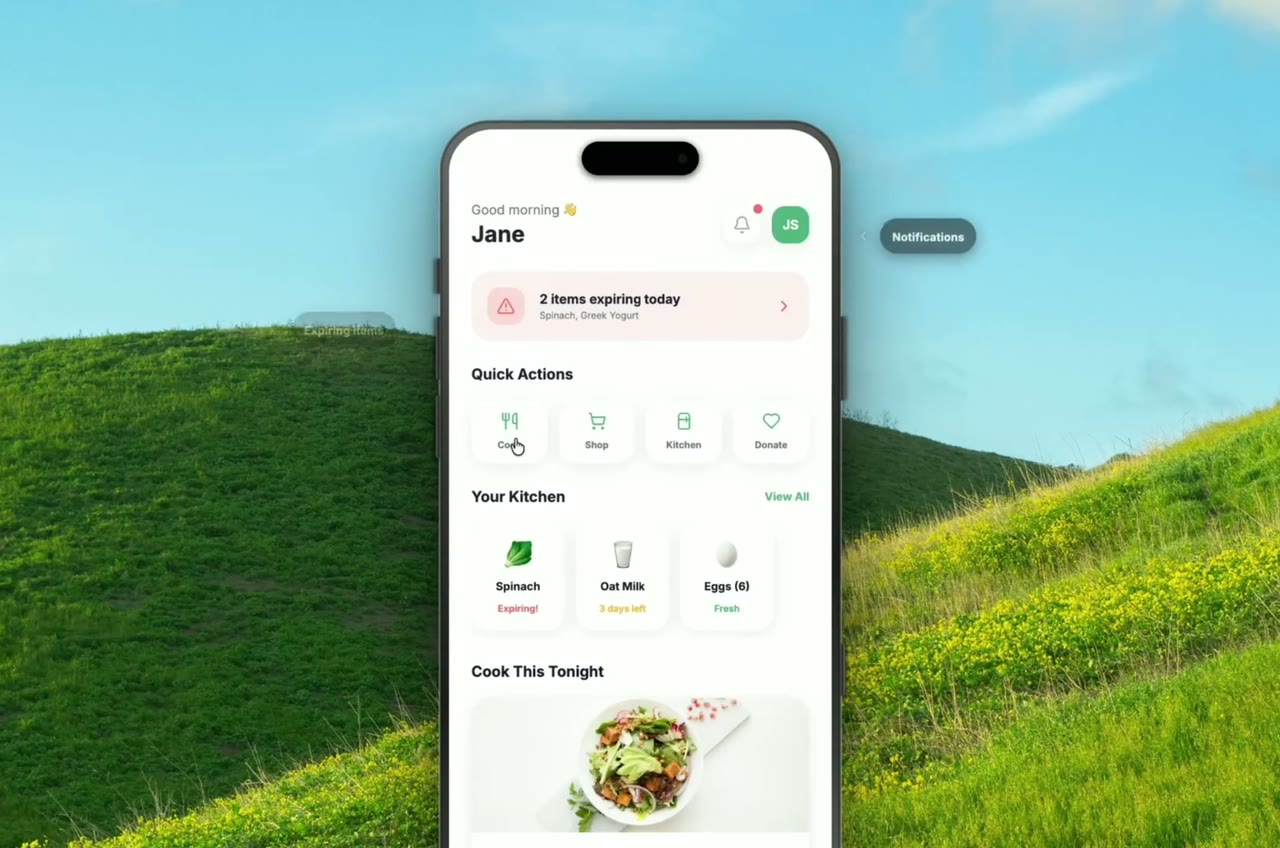 Good morning 👋
Jane
JS
Notifications
2 items expiring today
Spinach, Greek Yogurt
Expiring items
Quick Actions
Shop
Kitchen
Donate
Your Kitchen
View All
Spinach
Oat Milk
Eggs (6)
Expiring!
3 days left
Fresh
Cook This Tonight